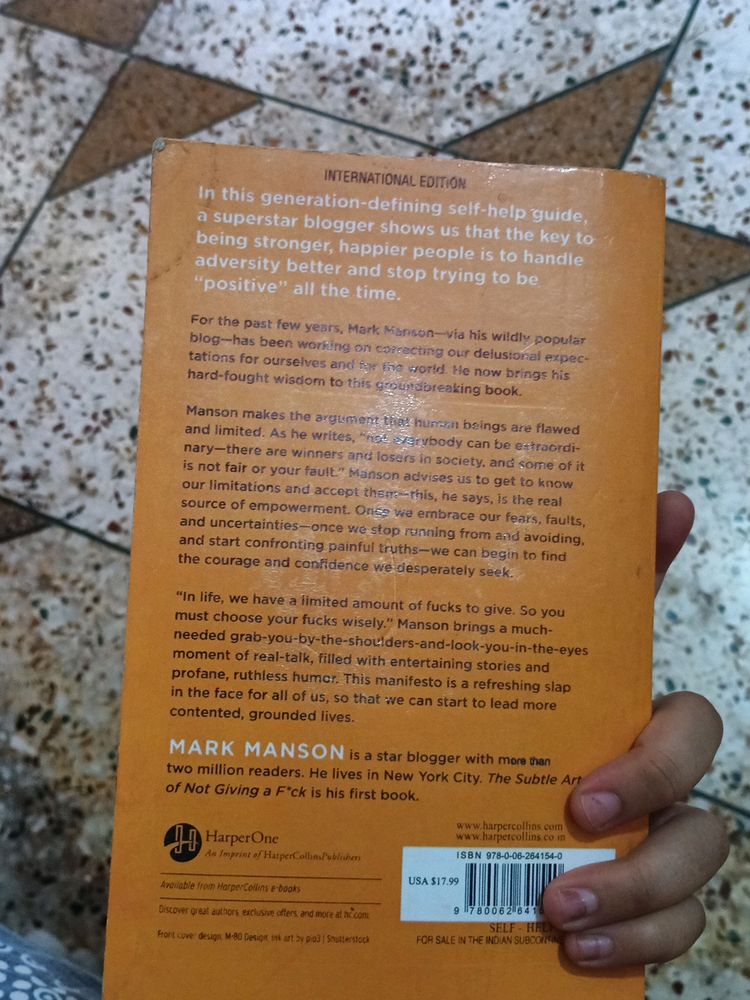 INTERNATIONAL EDITION
In this generation-defining self-help guide,
a superstar blogger shows us that the key to
being stronger, happier people is to handle
adversity better and stop trying to be
“positive” all the time.
For the past few years, Mark Manson—via his wildly popular
blog—has been working on correcting our delusional expec-
tations for ourselves and for the world. He now brings his
hard-fought wisdom to this groundbreaking book.
Manson makes the argument that human beings are flawed
and limited. As he writes, “not everybody can be extraordi-
nary—there are winners and losers in society, and some of it
is not fair or your fault.” Manson advises us to get to know
our limitations and accept them—this, he says, is the real
source of empowerment. Once we embrace our fears, faults,
and uncertainties—once we stop running from and avoiding,
and start confronting painful truths—we can begin to find
the courage and confidence we desperately seek.
“In life, we have a limited amount of fucks to give. So you
must choose your fucks wisely.” Manson brings a much-
needed grab-you-by-the-shoulders-and-look-you-in-the-eyes
moment of real-talk, filled with entertaining stories and
profane, ruthless humor. This manifesto is a refreshing slap
in the face for all of us, so that we can start to lead more
contented, grounded lives.
MARK MANSON is a star blogger with more than
two million readers. He lives in New York City. The Subtle Art
of Not Giving a F*ck is his first book.
HarperOne
An Imprint of HarperCollinsPublishers
Available from HarperCollins e-books
Discover great authors, exclusive offers, and more at hc.com.
Front cover design: M-80 Design; ink art by pio3 | Shutterstock
www.harpercollins.com
www.harpercollins.co.in
ISBN 978-0-06-264154-0
USA $17.99
9 780062 641
SELF - HELP
FOR SALE IN THE INDIAN